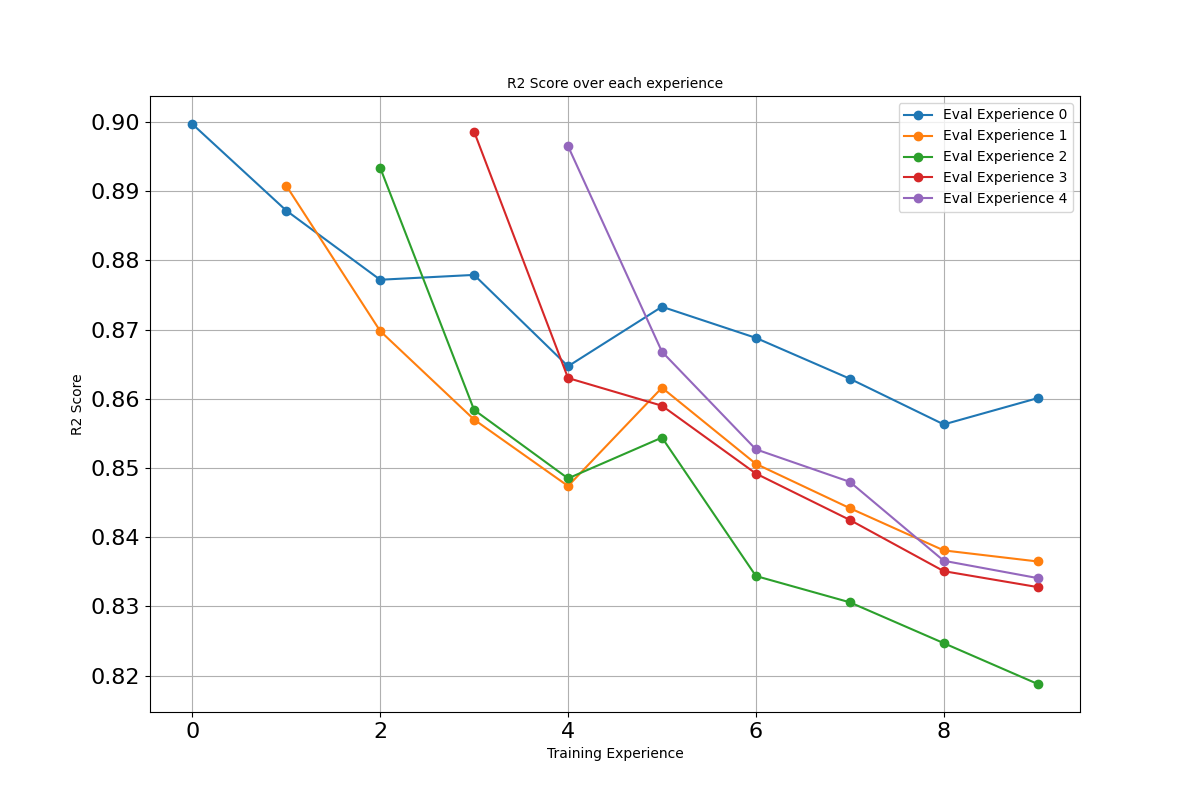 R2 Score over each experience
0.90
0.89
0.88
0.87
0.86
0.85
0.84
0.83
0.82
R2 Score
Eval Experience 0
Eval Experience 1
Eval Experience 2
Eval Experience 3
Eval Experience 4
0 2 4 6 8
Training Experience